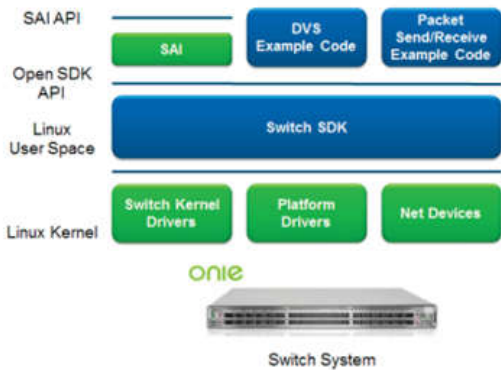 SAI API
SAI
DVS
Example Code
Packet
Send/Receive
Example Code
Open SDK
API
Linux
User Space
Switch SDK
Linux Kernel
Switch Kernel
Drivers
Platform
Drivers
Net Devices
onie
Switch System